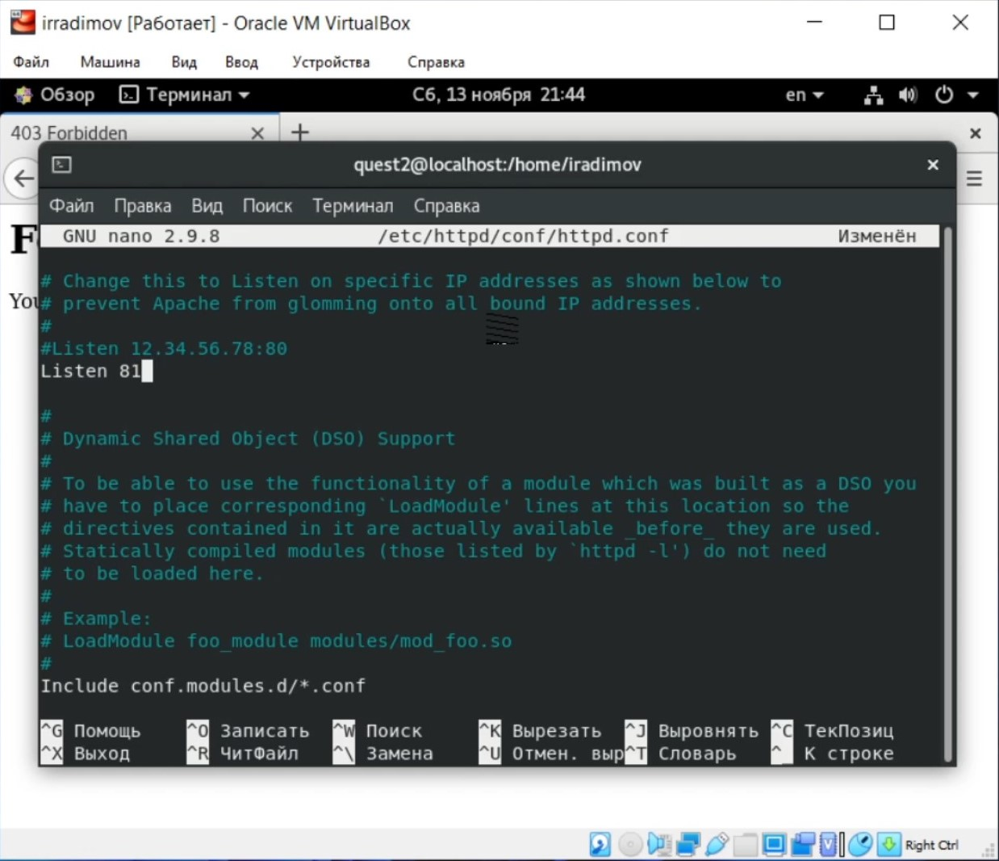 irradimov [Работает] - Oracle VM VirtualBox
Файл Машина Вид Ввод Устройства Справка
Обзор Терминал Сб, 13 ноября 21:44 en
403 Forbidden
quest2@localhost:/home/iradimov
Файл Правка Вид Поиск Терминал Справка
F
GNU nano 2.9.8 /etc/httpd/conf/httpd.conf Изменён
# Change this to Listen on specific IP addresses as shown below to
You
# prevent Apache from glomming onto all bound IP addresses.
#
#Listen 12.34.56.78:80
Listen 81
#
# Dynamic Shared Object (DSO) Support
#
# To be able to use the functionality of a module which was built as a DSO you
# have to place corresponding `LoadModule' lines at this location so the
# directives contained in it are actually available _before_ they are used.
# Statically compiled modules (those listed by `httpd -l') do not need
# to be loaded here.
#
# Example:
# LoadModule foo_module modules/mod_foo.so
#
Include conf.modules.d/*.conf
^G Помощь ^O Записать ^W Поиск ^K Вырезать ^J Выровнять ^C ТекПозиц
^X Выход ^R ЧитФайл ^\ Замена ^U Отмен. выр^T Словарь ^_ К строке
Right Ctrl